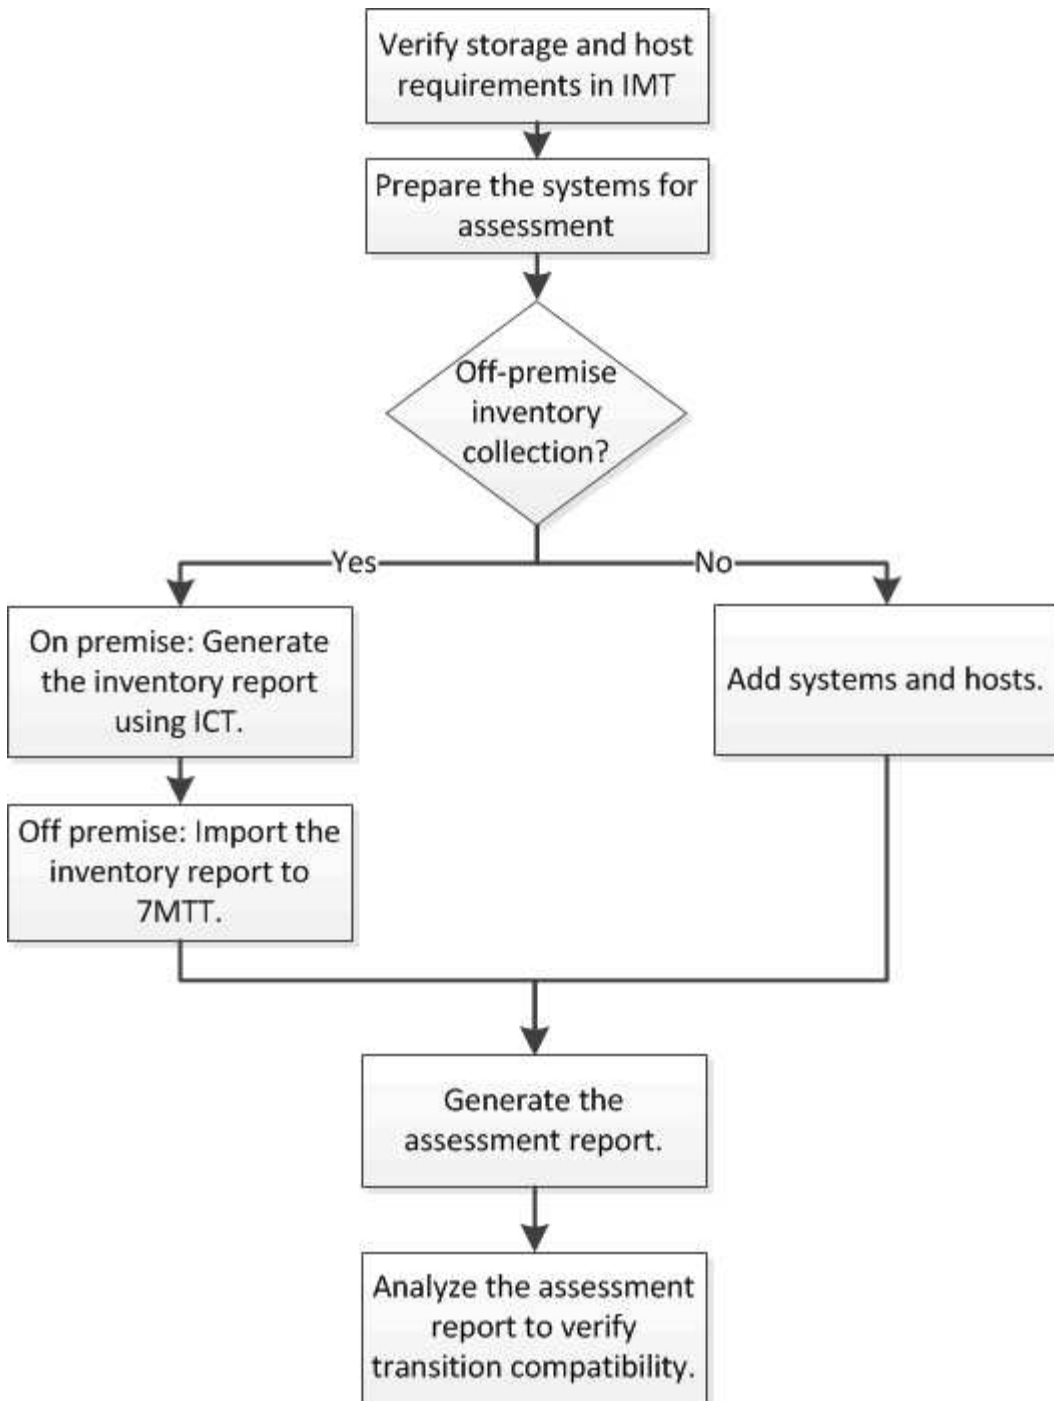 Verify storage and host
requirements in IMT
Prepare the systems for
assessment
Off-premise
inventory
collection?
Yes
No
On premise: Generate
the inventory report
using ICT.
Add systems and hosts.
Off premise: Import the
inventory report to
7MTT.
Generate the
assessment report.
Analyze the assessment
report to verify
transition compatibility.